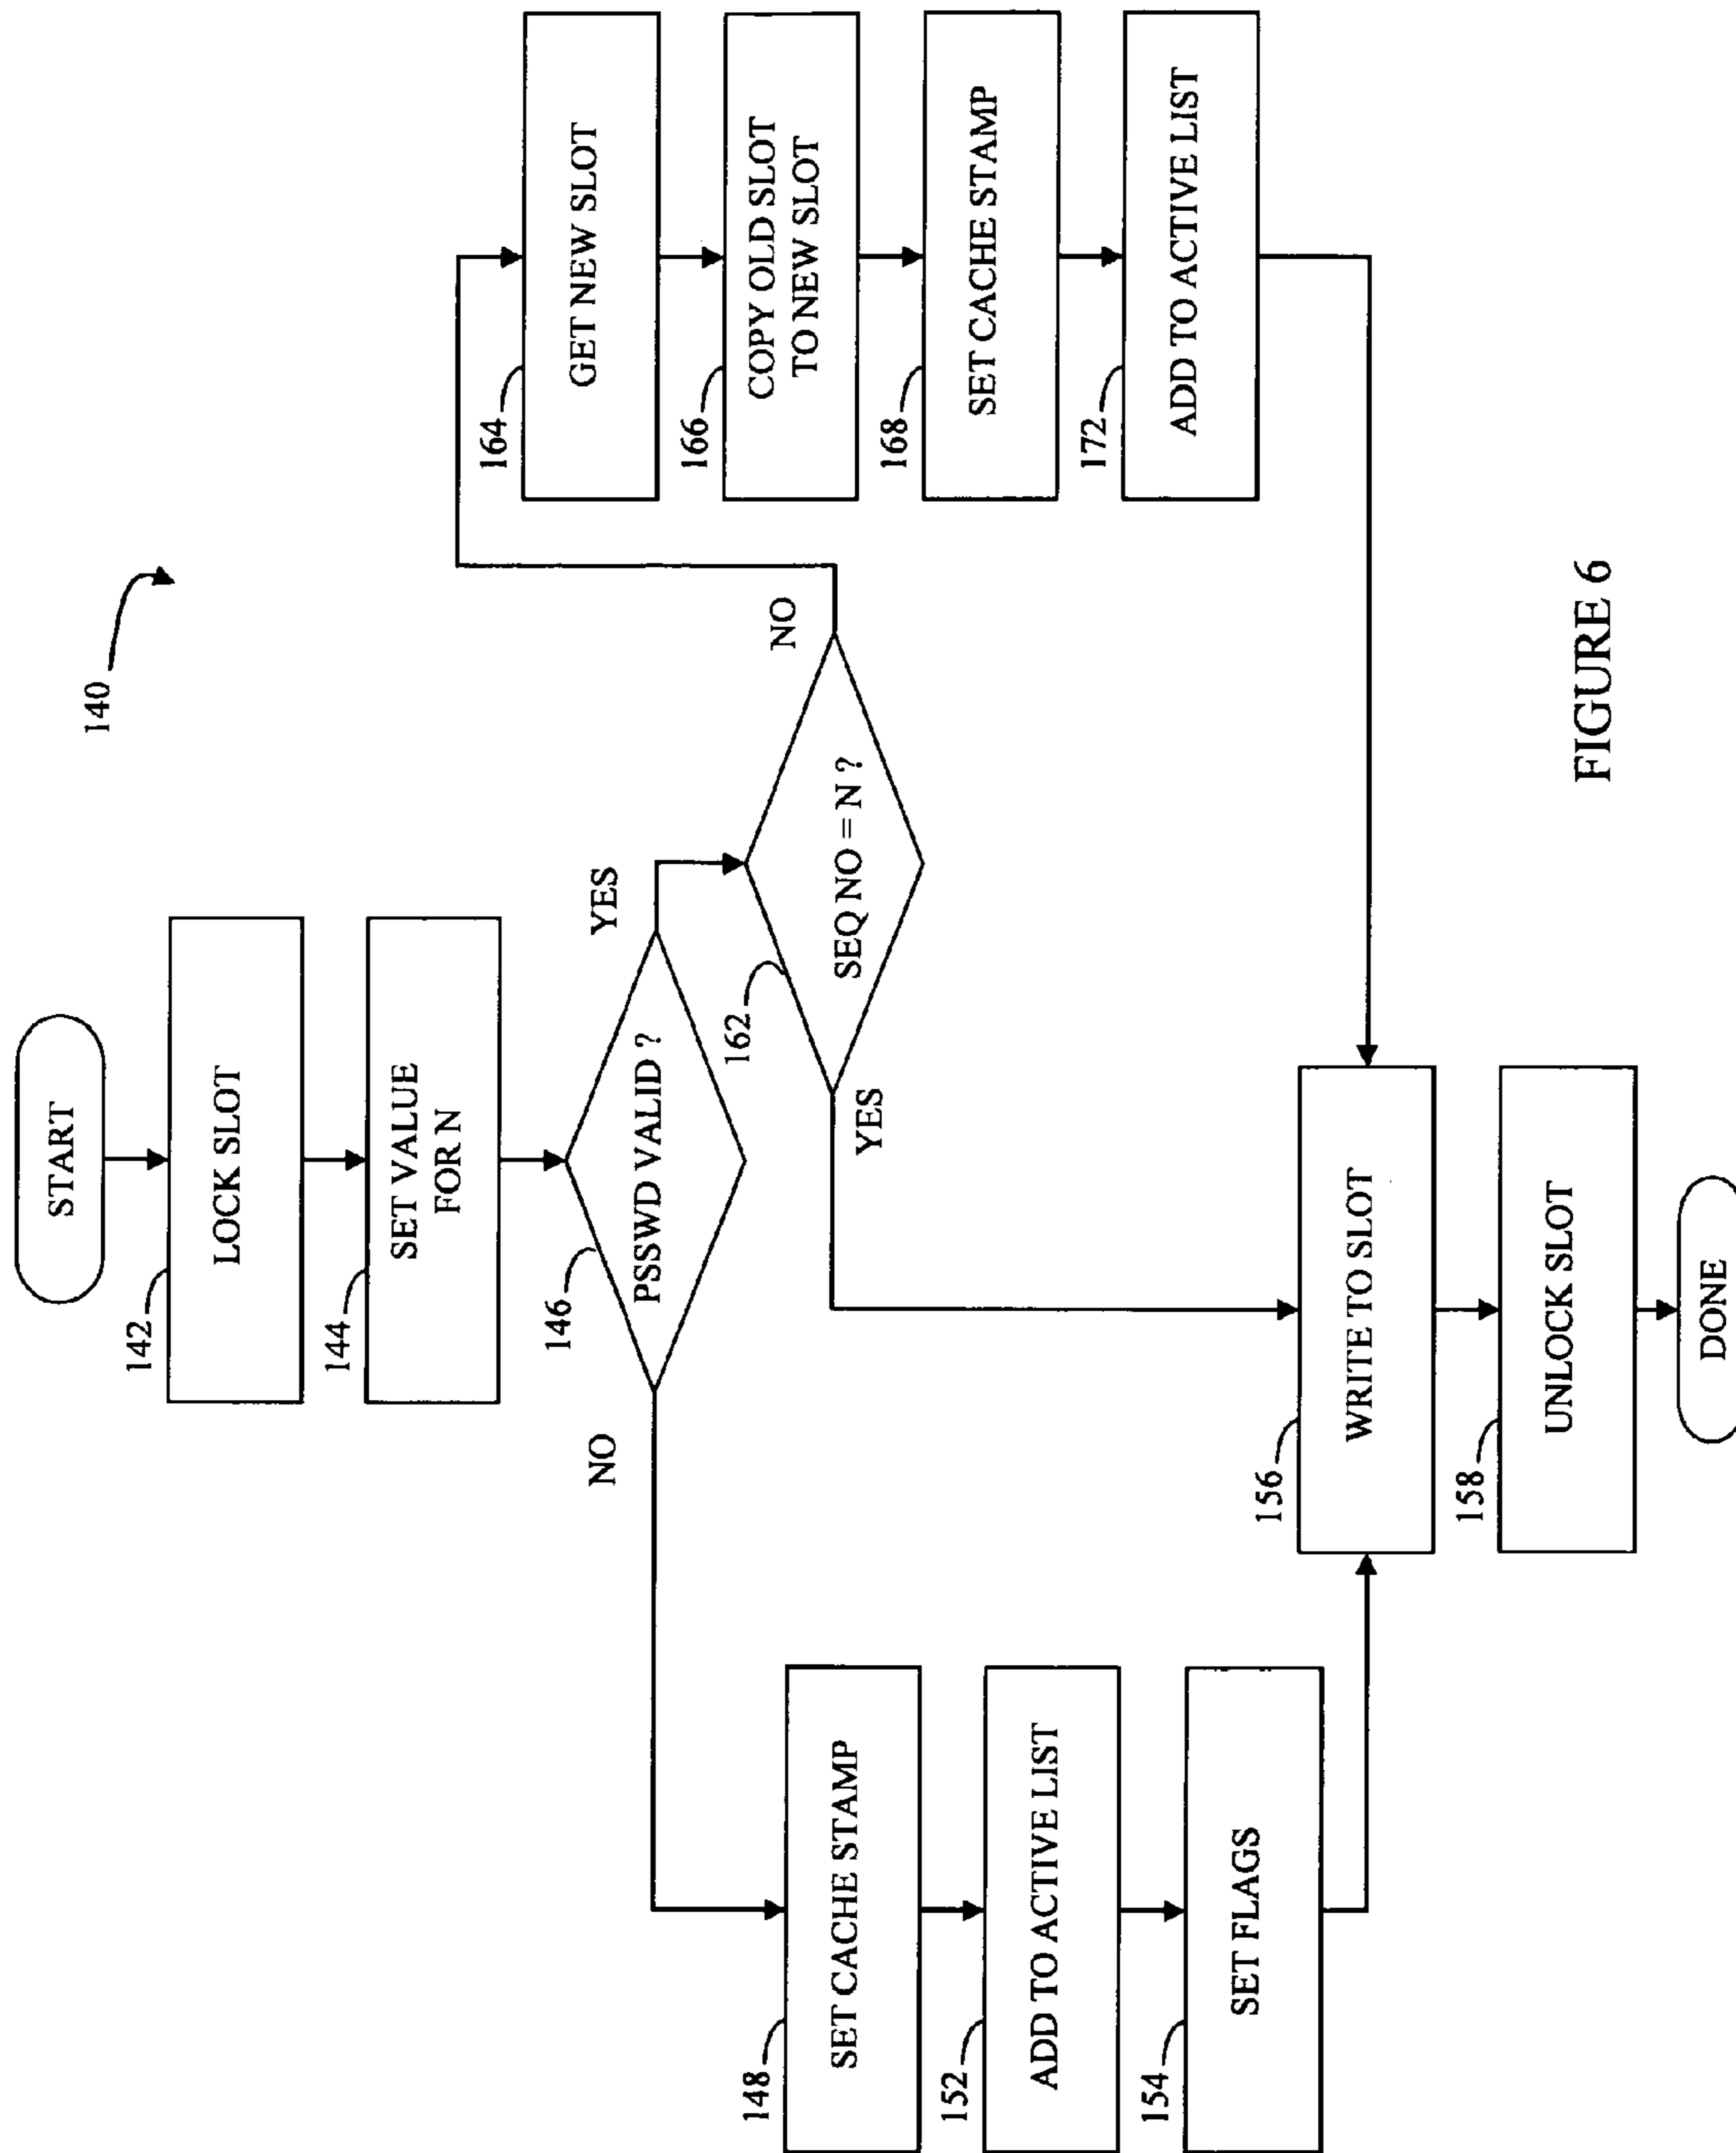 140
START
142
LOCK SLOT
144
SET VALUE
FOR N
146
PSSWD VALID ?
NO
YES
148
SET CACHE STAMP
152
ADD TO ACTIVE LIST
154
SET FLAGS
162
SEQ NO = N ?
YES
NO
164
GET NEW SLOT
166
COPY OLD SLOT
TO NEW SLOT
168
SET CACHE STAMP
172
ADD TO ACTIVE LIST
156
WRITE TO SLOT
158
UNLOCK SLOT
DONE
FIGURE 6